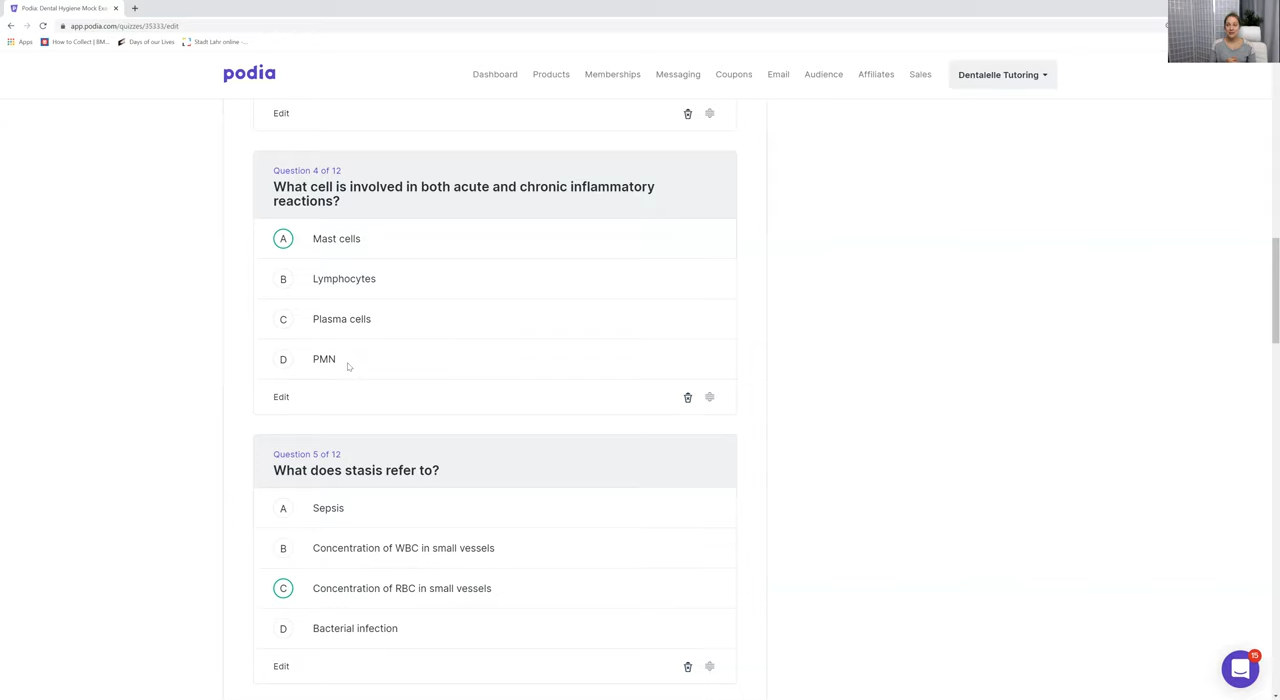 Podia: Dental Hygiene Mock Exa
app.podia.com/quizzes/35333/edit
Apps How to Collect | BM... Days of our Lives Stadt Lahr online -...
podia Dashboard Products Memberships Messaging Coupons Email Audience Affiliates Sales Dentalelle Tutoring
Edit
Question 4 of 12
What cell is involved in both acute and chronic inflammatory
reactions?
A Mast cells
B Lymphocytes
C Plasma cells
D PMN
Edit
Question 5 of 12
What does stasis refer to?
A Sepsis
B Concentration of WBC in small vessels
C Concentration of RBC in small vessels
D Bacterial infection
Edit
15